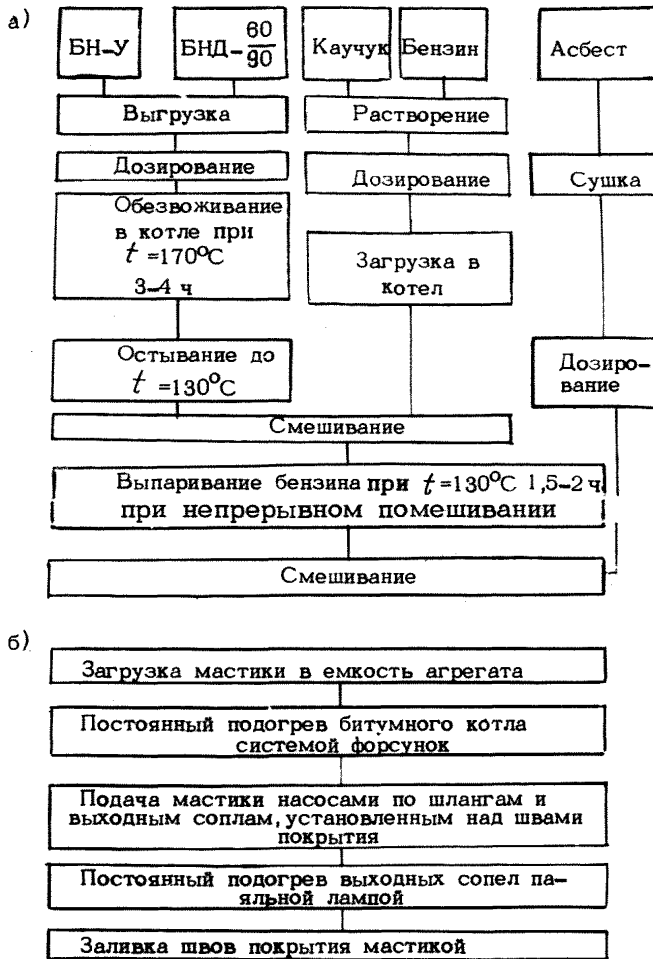 а)
БН-У
БНД-60/90
Каучук
Бензин
Асбест
Выгрузка
Растворение
Дозирование
Дозирование
Сушка
Обезвоживание
в котле при
t =170°С
3-4 ч
Загрузка в
котел
Остывание до
t =130°С
Дозиро-
вание
Смешивание
Выпаривание бензина при t=130°С 1,5-2 ч
при непрерывном помешивании
Смешивание
б)
Загрузка мастики в емкость агрегата
Постоянный подогрев битумного котла
системой форсунок
Подача мастики насосами по шлангам и
выходным соплам, установленным над швами
покрытия
Постоянный подогрев выходных сопел па-
яльной лампой
Заливка швов покрытия мастикой